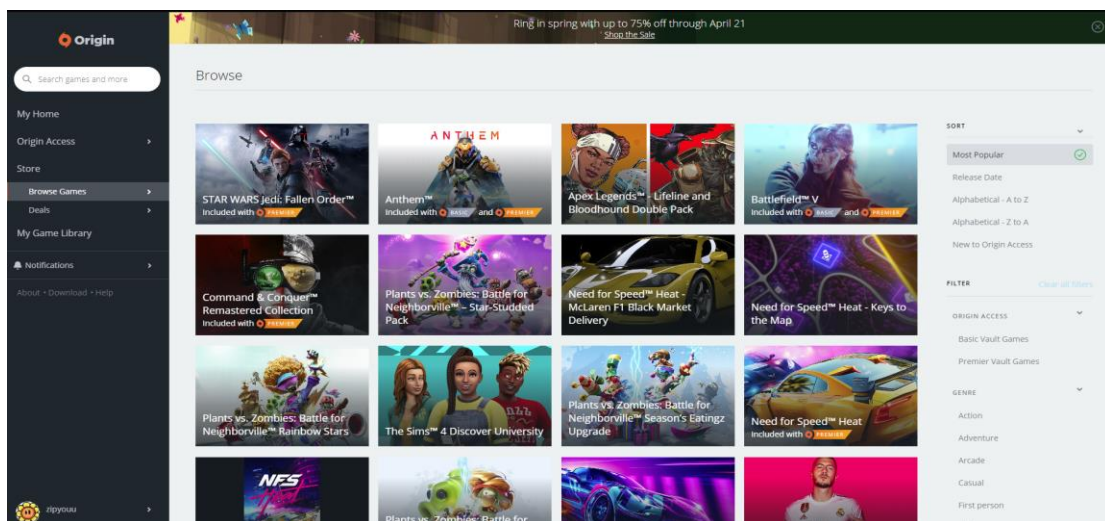 Ring in spring with up to 75% off through April 21
Shop the Sale
Origin
Search games and more
My Home
Origin Access
Store
Browse Games
Deals
My Game Library
Notifications
About • Download • Help
zipyouu
Browse
STAR WARS Jedi: Fallen Order™
Included with PREMIER
ANTHEM
Anthem™
Included with BASIC and PREMIER
Apex Legends™ - Lifeline and
Bloodhound Double Pack
Battlefield™ V
Included with BASIC and PREMIER
Command & Conquer™
Remastered Collection
Included with PREMIER
Plants vs. Zombies: Battle for
Neighborville™ – Star-Studded
Pack
Need for Speed™ Heat -
McLaren F1 Black Market
Delivery
Need for Speed™ Heat - Keys to
the Map
Plants vs. Zombies: Battle for
Neighborville™ Rainbow Stars
The Sims™ 4 Discover University
Plants vs. Zombies: Battle for
Neighborville™ Season's Eatingz
Upgrade
Need for Speed™ Heat
Included with PREMIER
NFS
Plants vs. Zombies: Battle for
SORT
Most Popular
Release Date
Alphabetical - A to Z
Alphabetical - Z to A
New to Origin Access
FILTER
Clear all filters
ORIGIN ACCESS
Basic Vault Games
Premier Vault Games
GENRE
Action
Adventure
Arcade
Casual
First person